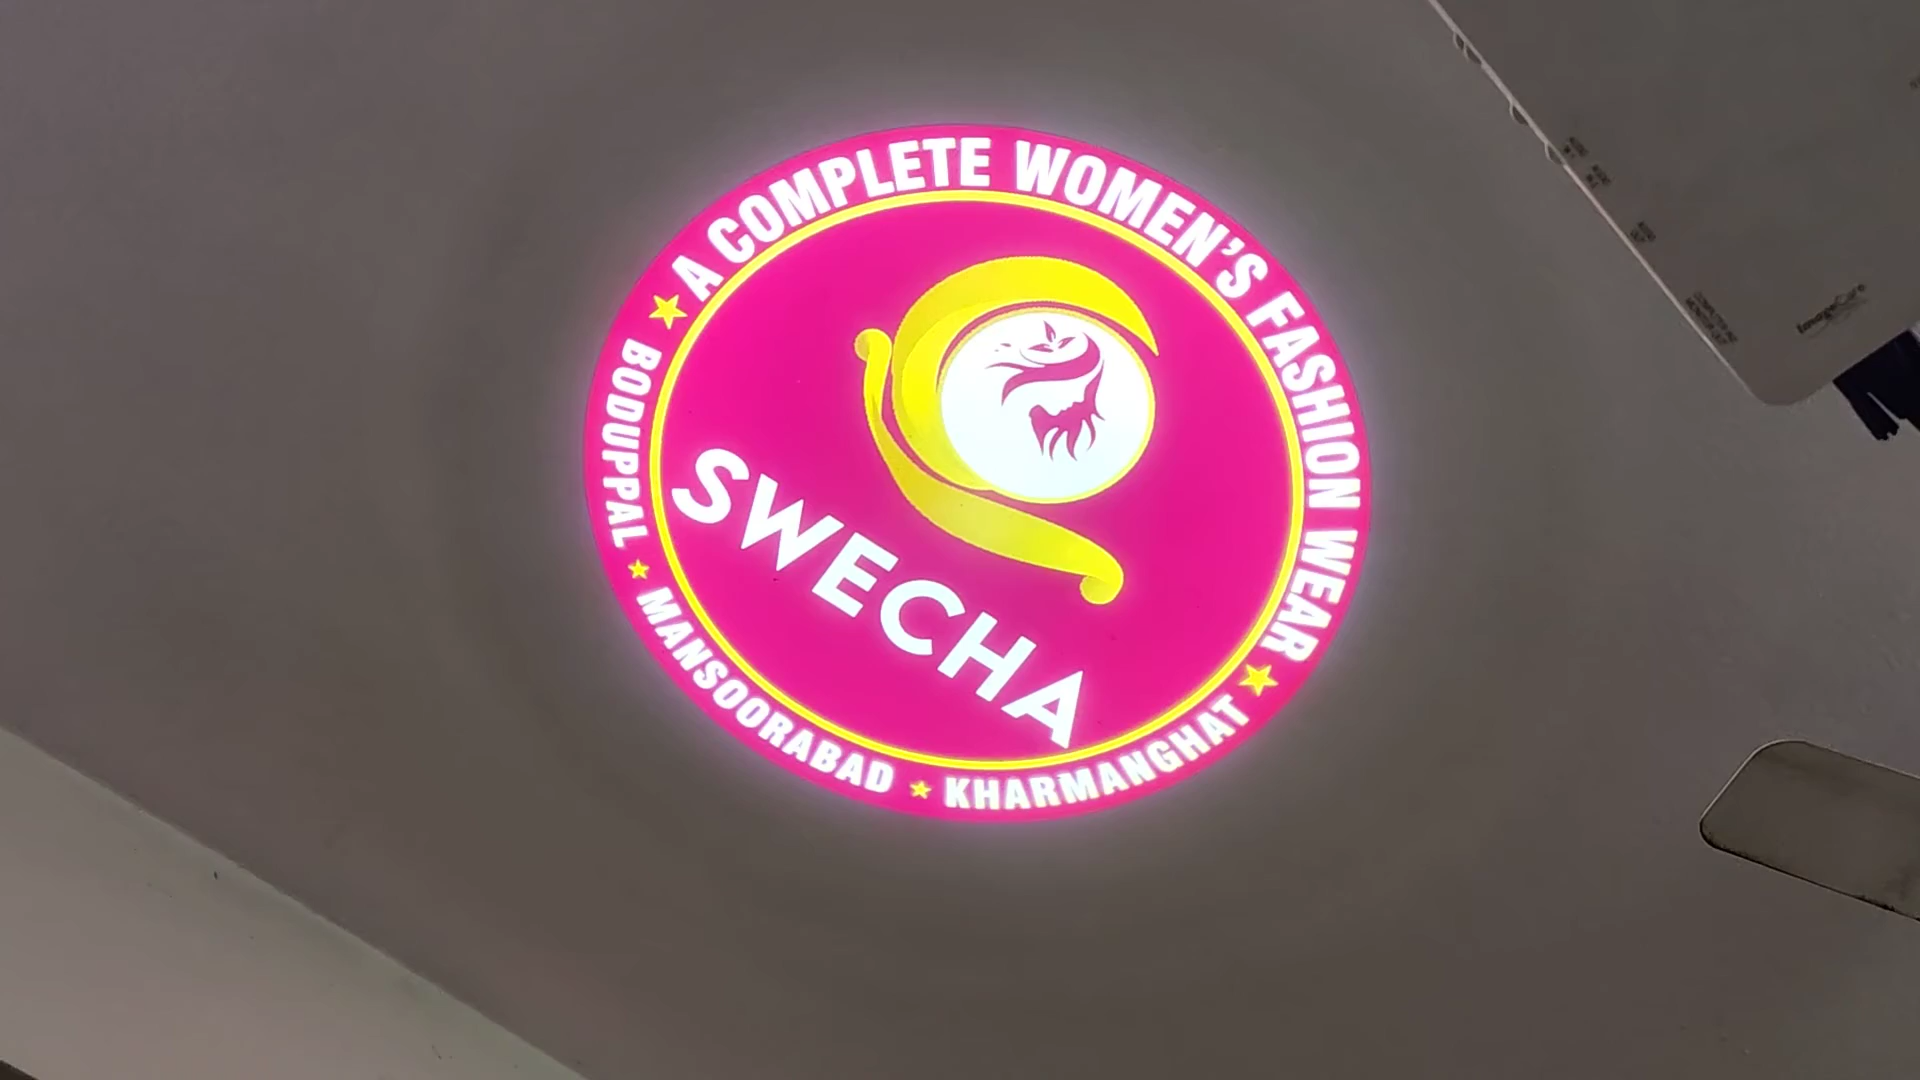 A COMPLETE WOMEN'S FASHION WEAR
SWECHA
BODUPPAL ★ MANSOORABAD ★ KHARMANGHAT